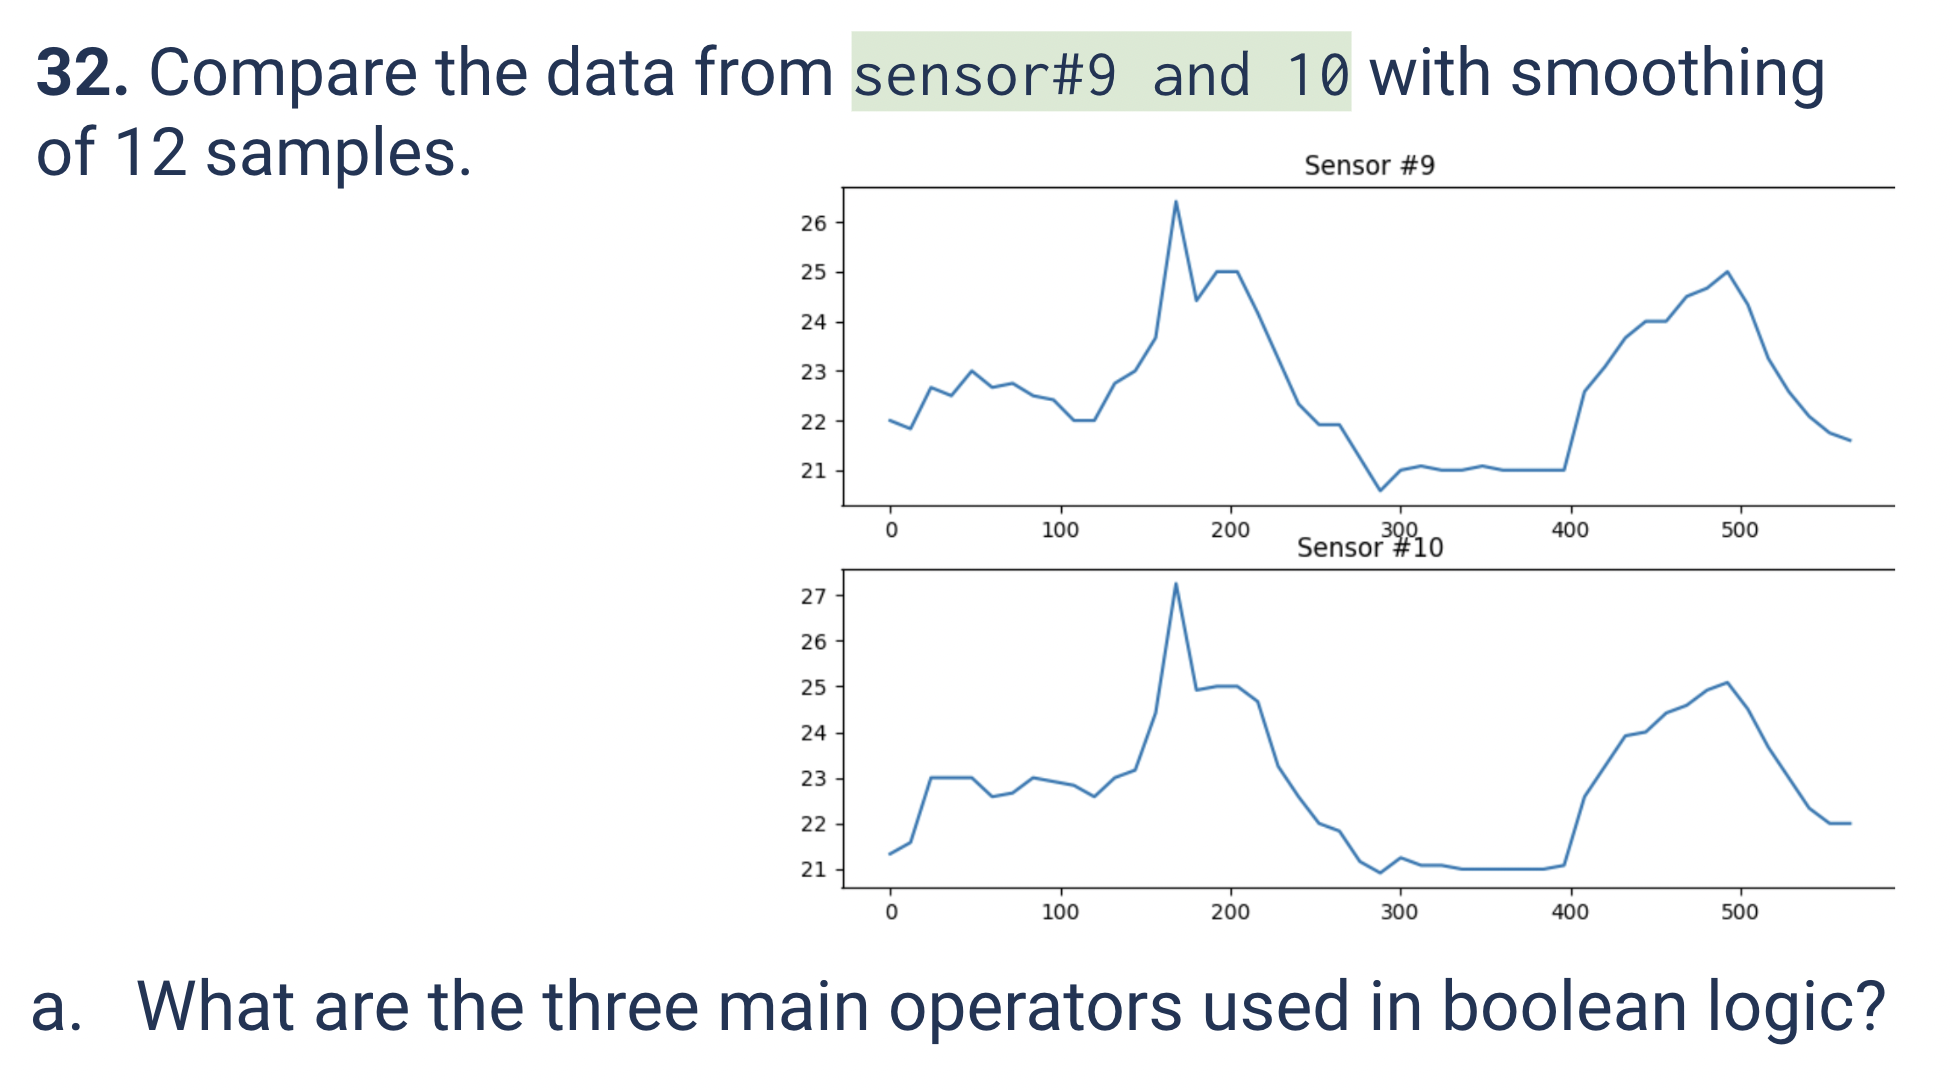 32. Compare the data from sensor#9 and 10 with smoothing
of 12 samples.
Sensor #9
26
25
24
23
22
21
0 100 200 300 400 500
Sensor #10
27
26
25
24
23
22
21
0 100 200 300 400 500
a. What are the three main operators used in boolean logic?